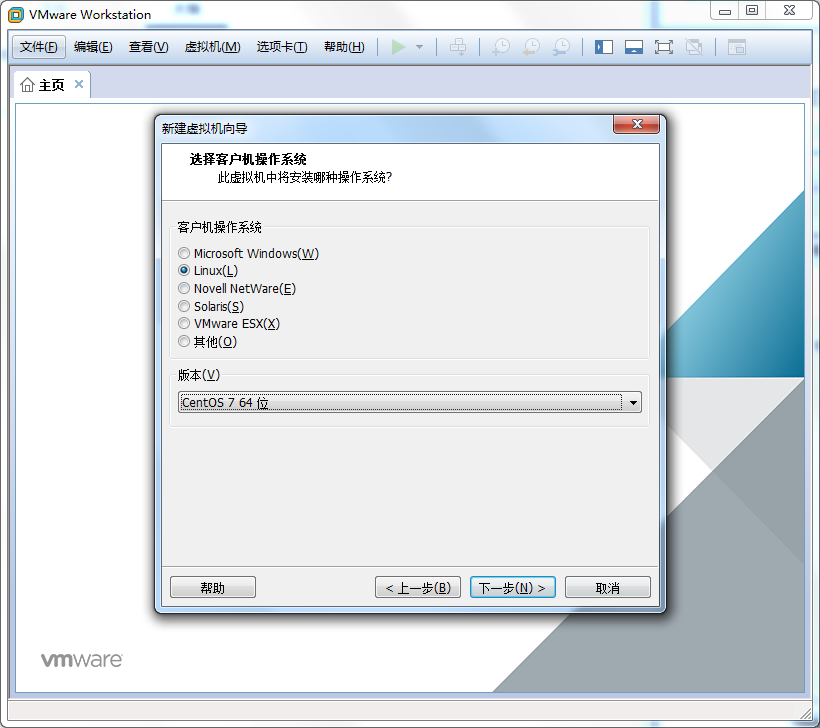 VMware Workstation
文件(F) 编辑(E) 查看(V) 虚拟机(M) 选项卡(T) 帮助(H)
主页
新建虚拟机向导
选择客户机操作系统
此虚拟机中将安装哪种操作系统?
客户机操作系统
Microsoft Windows(W)
Linux(L)
Novell NetWare(E)
Solaris(S)
VMware ESX(X)
其他(O)
版本(V)
CentOS 7 64 位
帮助 < 上一步(B) 下一步(N) > 取消
vmware